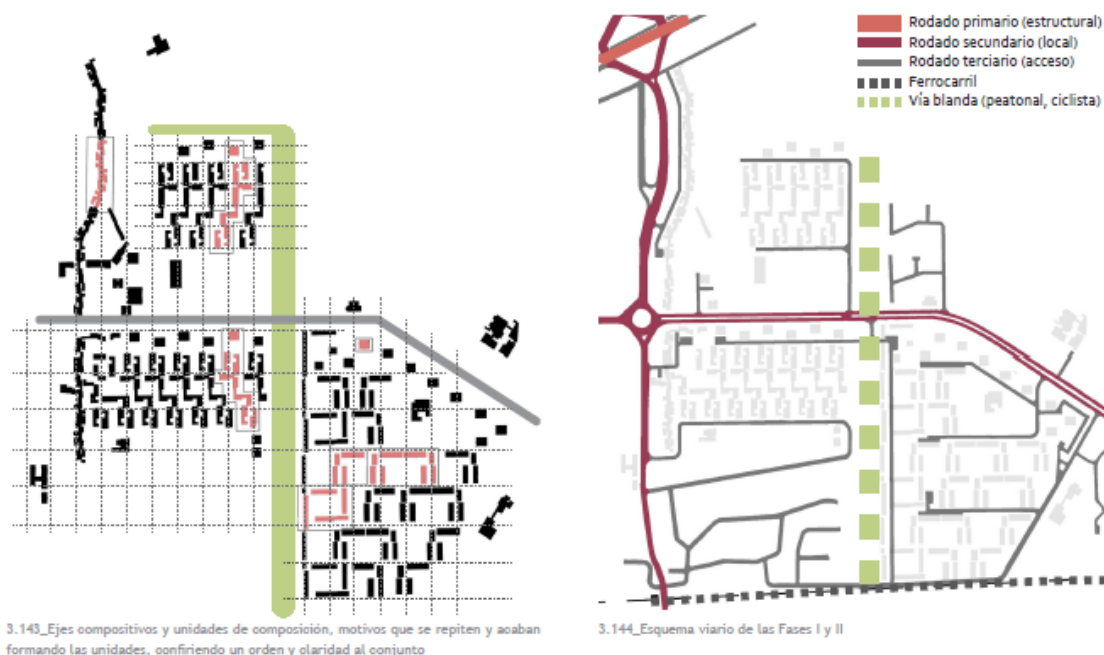 Rodado primario (estructural)
Rodado secundario (local)
Rodado terciario (acceso)
Ferrocarril
Vía blanda (peatonal, ciclista)
3.143_Ejes compositivos y unidades de composición, motivos que se repiten y acaban
formando las unidades, confiriendo un orden y claridad al conjunto
3.144_Esquema viario de las Fases I y II